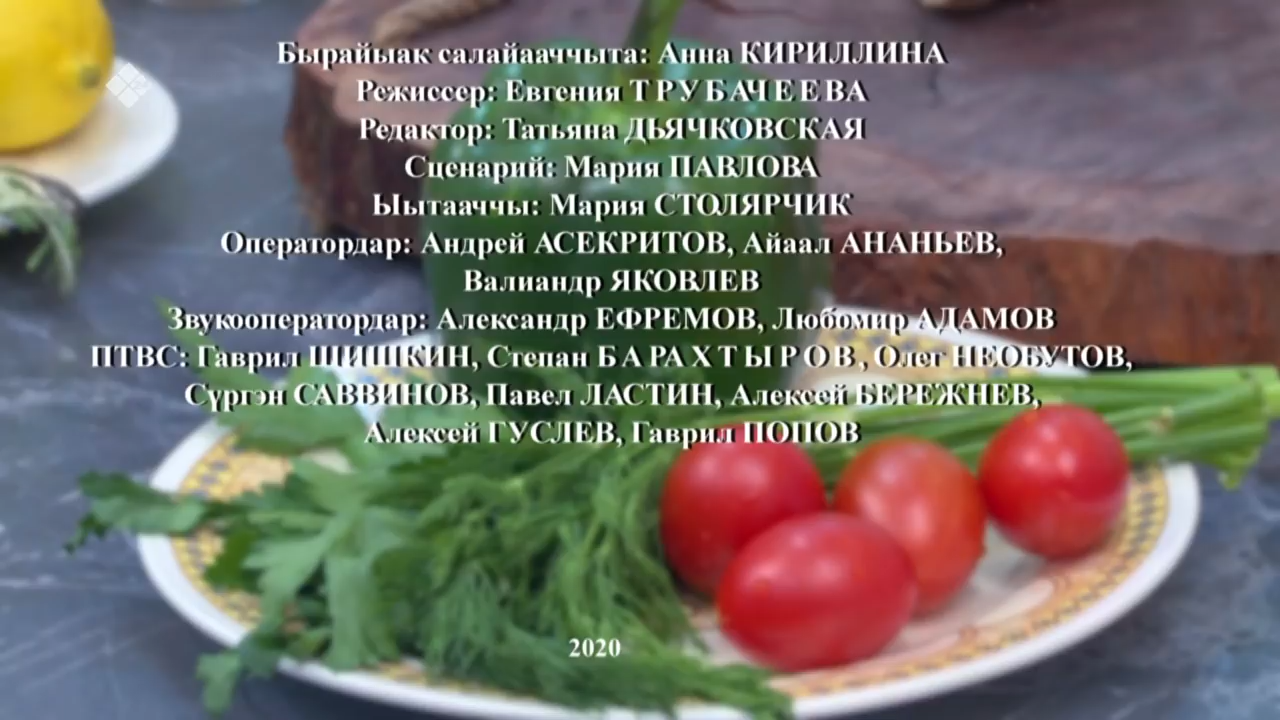 Бырайыак салайааччыта: Анна КИРИЛЛИНА
Режиссер: Евгения ТРУБАЧЕЕВА
Редактор: Татьяна ДЬЯЧКОВСКАЯ
Сценарий: Мария ПАВЛОВА
Ыытааччы: Мария СТОЛЯРЧИК
Оператордар: Андрей АСЕКРИТОВ, Айаал АНАНЬЕВ,
Валиандр ЯКОВЛЕВ
Звукооператордар: Александр ЕФРЕМОВ, Любомир АДАМОВ
ПТВС: Гаврил ШИШКИН, Степан БАРАХТЫРОВ, Олег НЕОБУТОВ,
Сүргэн САВВИНОВ, Павел ЛАСТИН, Алексей БЕРЕЖНЕВ,
Алексей ГУСЛЕВ, Гаврил ПОПОВ
2020